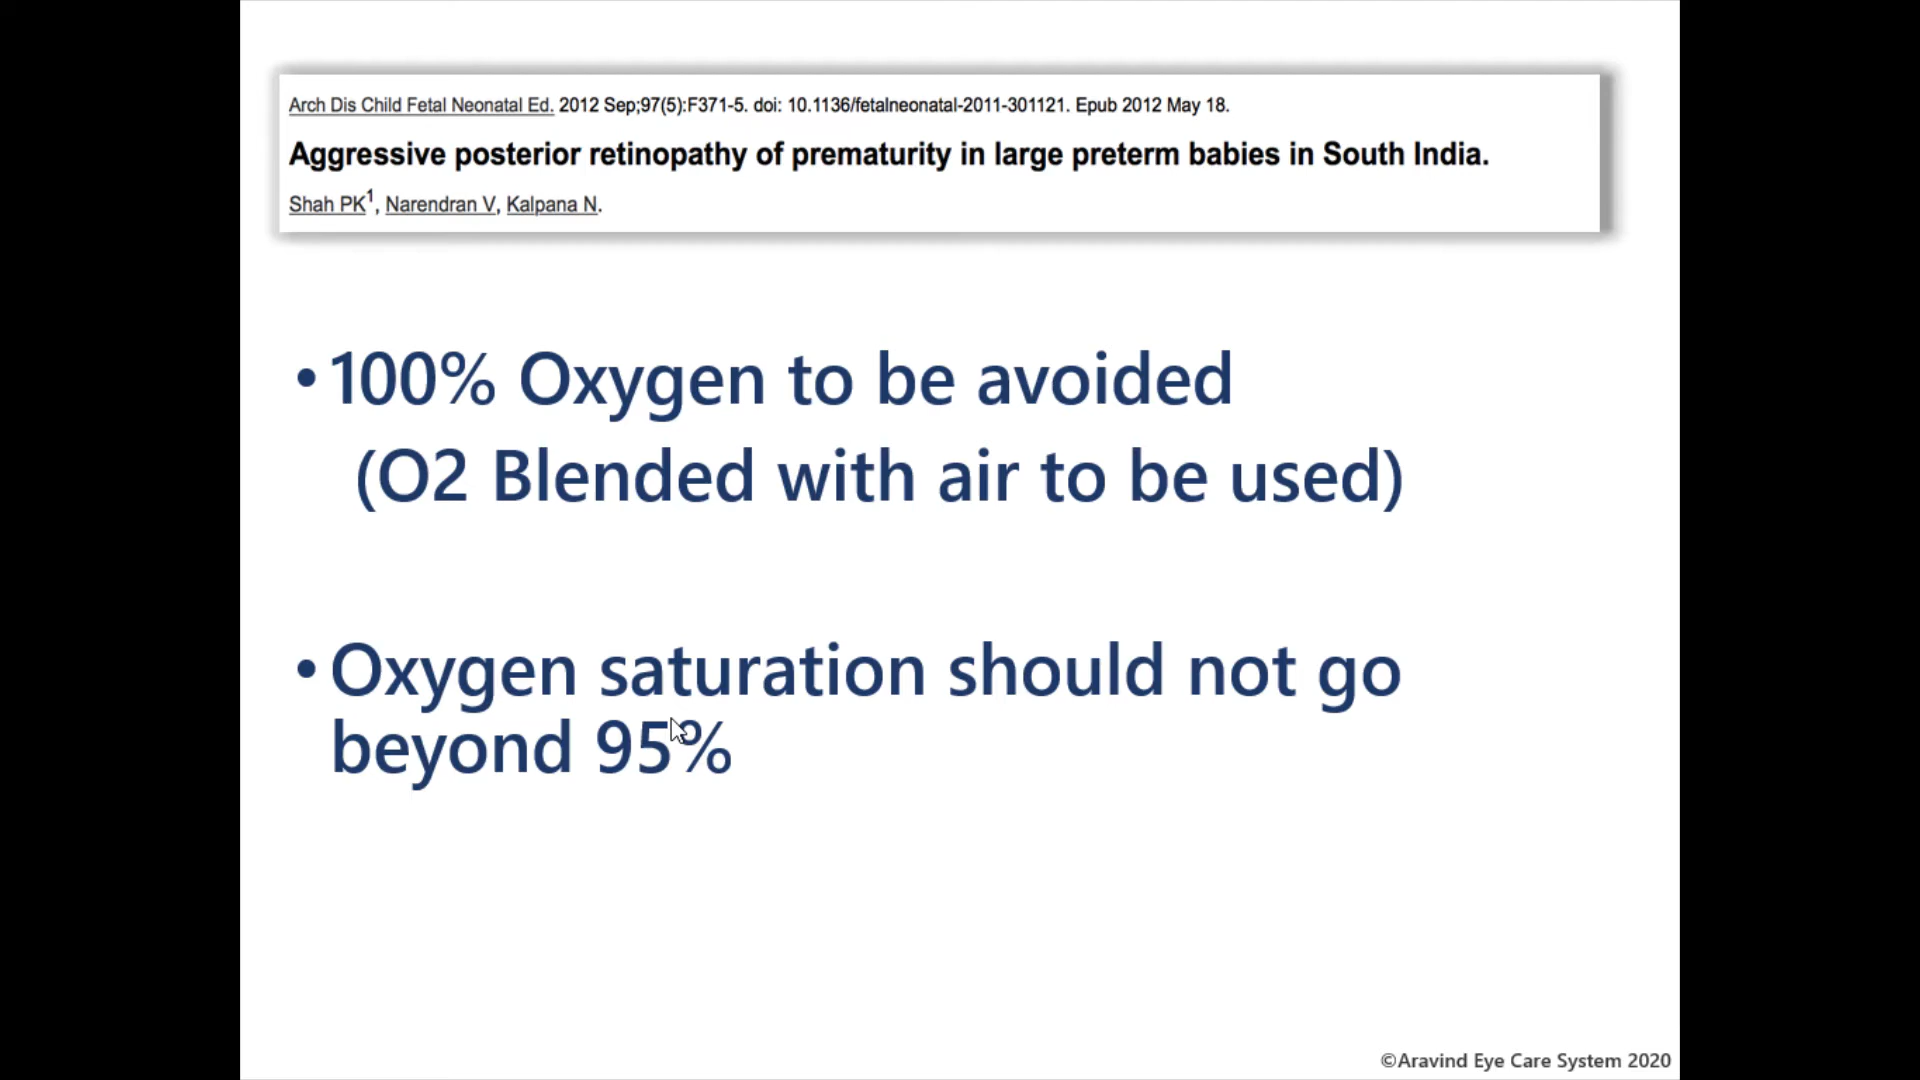 Arch Dis Child Fetal Neonatal Ed. 2012 Sep;97(5):F371-5. doi: 10.1136/fetalneonatal-2011-301121. Epub 2012 May 18.
Aggressive posterior retinopathy of prematurity in large preterm babies in South India.
Shah PK1, Narendran V, Kalpana N.
• 100% Oxygen to be avoided
(O2 Blended with air to be used)
• Oxygen saturation should not go
beyond 95%
©Aravind Eye Care System 2020